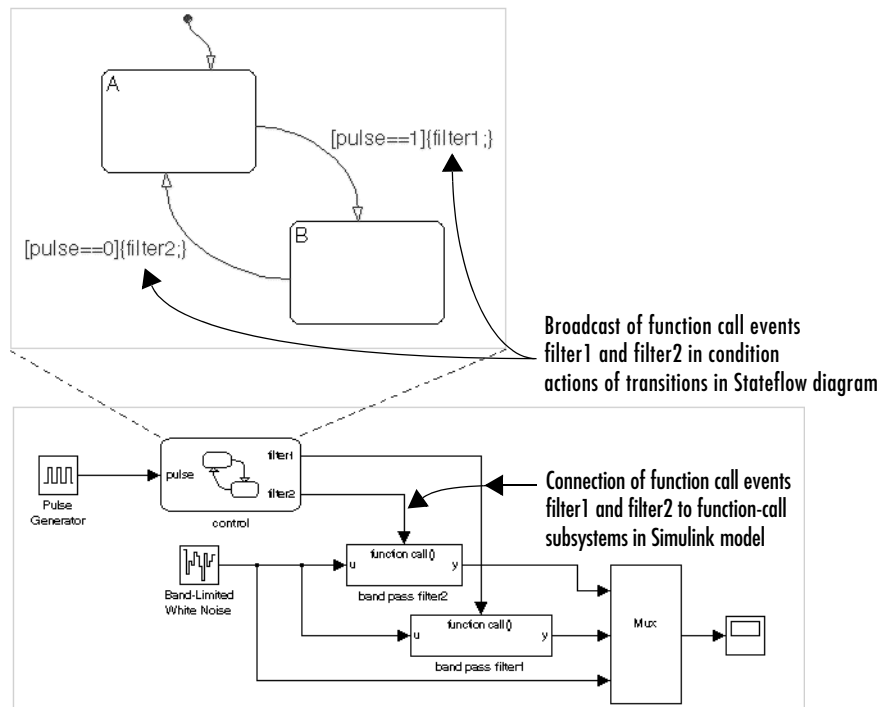 A
[pulse==1]{filter1;}
B
[pulse==0]{filter2;}
Broadcast of function call events
filter1 and filter2 in condition
actions of transitions in Stateflow diagram
pulse
filter1
filter2
control
Pulse
Generator
Connection of function call events
filter1 and filter2 to function-call
subsystems in Simulink model
function call()
u
y
band pass filter2
Band-Limited
White Noise
function call()
u
y
band pass filter1
Mux